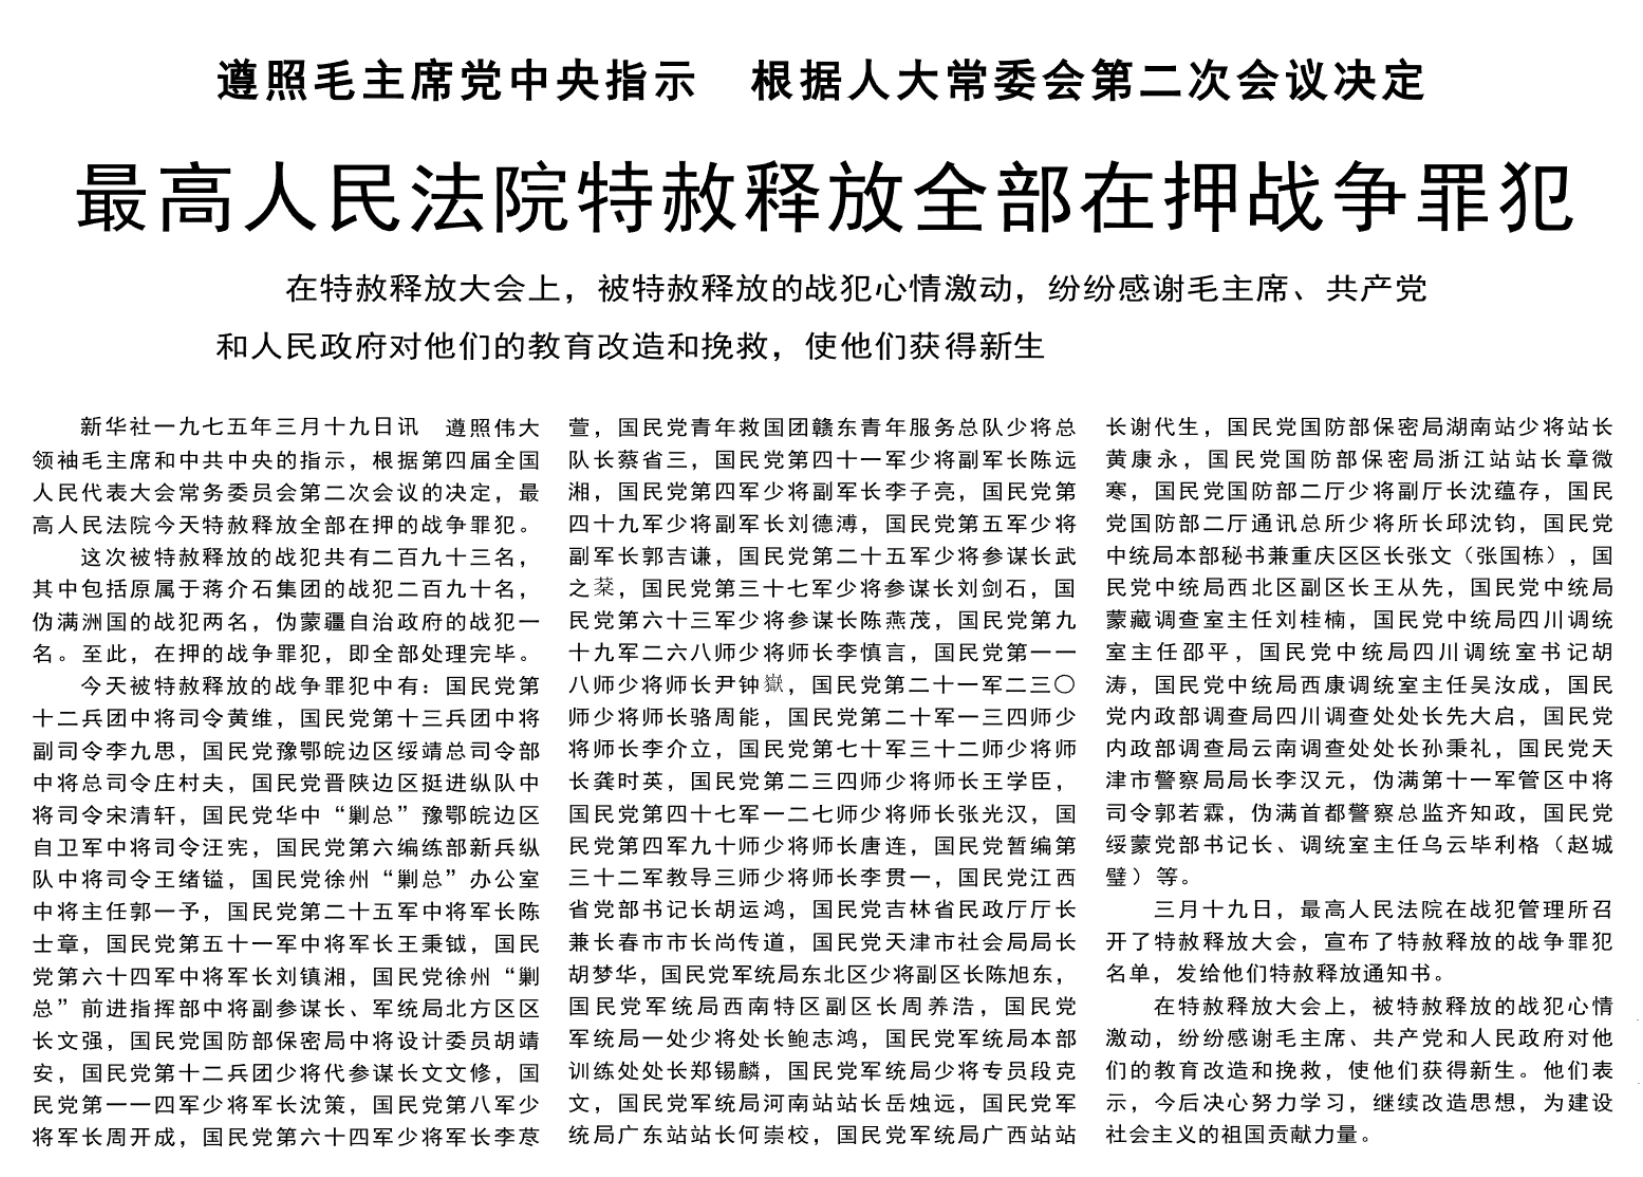 遵照毛主席党中央指示　根据人大常委会第二次会议决定
最高人民法院特赦释放全部在押战争罪犯
在特赦释放大会上，被特赦释放的战犯心情激动，纷纷感谢毛主席、共产党
和人民政府对他们的教育改造和挽救，使他们获得新生
新华社一九七五年三月十九日讯　遵照伟大
领袖毛主席和中共中央的指示，根据第四届全国
人民代表大会常务委员会第二次会议的决定，最
高人民法院今天特赦释放全部在押的战争罪犯。
这次被特赦释放的战犯共有二百九十三名，
其中包括原属于蒋介石集团的战犯二百九十名，
伪满洲国的战犯两名，伪蒙疆自治政府的战犯一
名。至此，在押的战争罪犯，即全部处理完毕。
今天被特赦释放的战争罪犯中有：国民党第
十二兵团中将司令黄维，国民党第十三兵团中将
副司令李九思，国民党豫鄂皖边区绥靖总司令部
中将总司令庄村夫，国民党晋陕边区挺进纵队中
将司令宋清轩，国民党华中“剿总”豫鄂皖边区
自卫军中将司令汪宪，国民党第六编练部新兵纵
队中将司令王绪镒，国民党徐州“剿总”办公室
中将主任郭一予，国民党第二十五军中将军长陈
士章，国民党第五十一军中将军长王秉钺，国民
党第六十四军中将军长刘镇湘，国民党徐州“剿
总”前进指挥部中将副参谋长、军统局北方区区
长文强，国民党国防部保密局中将设计委员胡靖
安，国民党第十二兵团少将代参谋长文文修，国
民党第一一四军少将军长沈策，国民党第八军少
将军长周开成，国民党第六十四军少将军长李荩
萱，国民党青年救国团赣东青年服务总队少将总
队长蔡省三，国民党第四十一军少将副军长陈远
湘，国民党第四军少将副军长李子亮，国民党第
四十九军少将副军长刘德溥，国民党第五军少将
副军长郭吉谦，国民党第二十五军少将参谋长武
之棻，国民党第三十七军少将参谋长刘剑石，国
民党第六十三军少将参谋长陈燕茂，国民党第九
十九军二六八师少将师长李慎言，国民党第一一
八师少将师长尹钟嶽，国民党第二十一军二三〇
师少将师长骆周能，国民党第二十军一三四师少
将师长李介立，国民党第七十军三十二师少将师
长龚时英，国民党第二三四师少将师长王学臣，
国民党第四十七军一二七师少将师长张光汉，国
民党第四军九十师少将师长唐连，国民党暂编第
三十二军教导三师少将师长李贯一，国民党江西
省党部书记长胡运鸿，国民党吉林省民政厅厅长
兼长春市市长尚传道，国民党天津市社会局局长
胡梦华，国民党军统局东北区少将副区长陈旭东，
国民党军统局西南特区副区长周养浩，国民党
军统局一处少将处长鲍志鸿，国民党军统局本部
训练处处长郑锡麟，国民党军统局少将专员段克
文，国民党军统局河南站站长岳烛远，国民党军
统局广东站站长何崇校，国民党军统局广西站站
长谢代生，国民党国防部保密局湖南站少将站长
黄康永，国民党国防部保密局浙江站站长章微
寒，国民党国防部二厅少将副厅长沈蕴存，国民
党国防部二厅通讯总所少将所长邱沈钧，国民党
中统局本部秘书兼重庆区区长张文（张国栋），国
民党中统局西北区副区长王从先，国民党中统局
蒙藏调查室主任刘桂楠，国民党中统局四川调统
室主任邵平，国民党中统局四川调统室书记胡
涛，国民党中统局西康调统室主任吴汝成，国民
党内政部调查局四川调查处处长先大启，国民党
内政部调查局云南调查处处长孙秉礼，国民党天
津市警察局局长李汉元，伪满第十一军管区中将
司令郭若霖，伪满首都警察总监齐知政，国民党
绥蒙党部书记长、调统室主任乌云毕利格（赵城
璧）等。
三月十九日，最高人民法院在战犯管理所召
开了特赦释放大会，宣布了特赦释放的战争罪犯
名单，发给他们特赦释放通知书。
在特赦释放大会上，被特赦释放的战犯心情
激动，纷纷感谢毛主席、共产党和人民政府对他
们的教育改造和挽救，使他们获得新生。他们表
示，今后决心努力学习，继续改造思想，为建设
社会主义的祖国贡献力量。